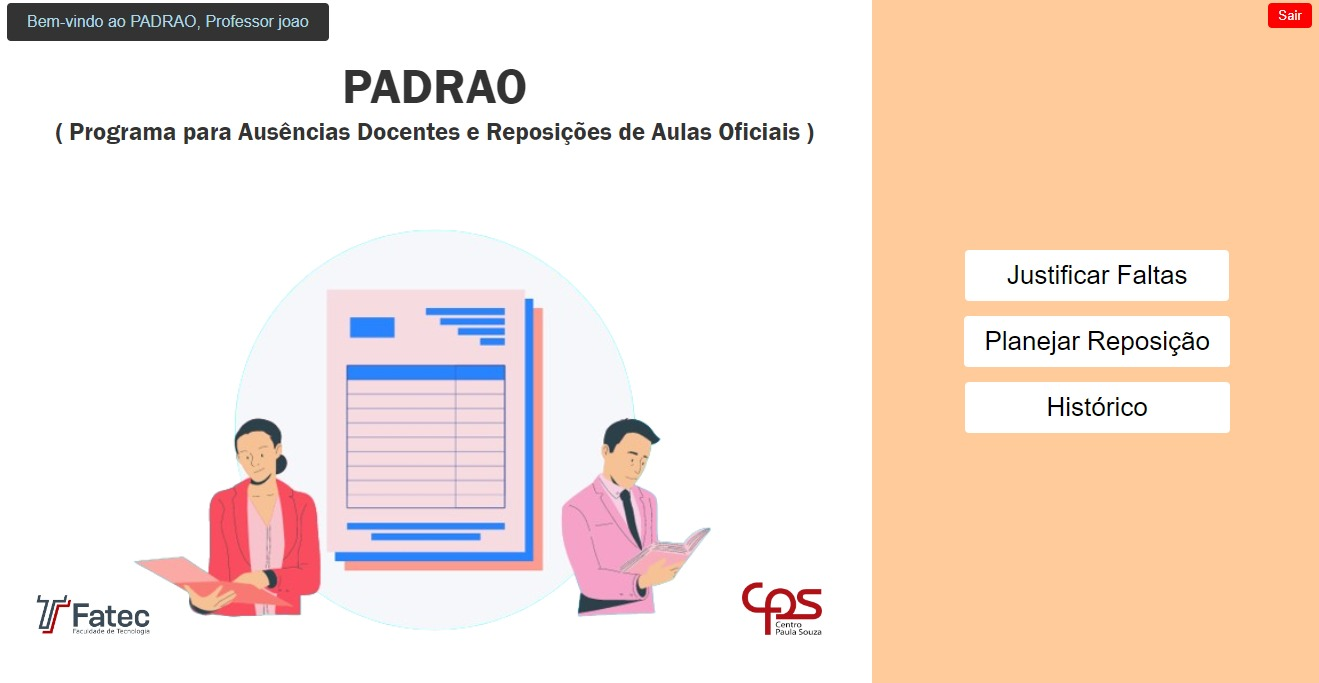 Bem-vindo ao PADRAO, Professor joao
Sair
PADRAO
( Programa para Ausências Docentes e Reposições de Aulas Oficiais )
Justificar Faltas
Planejar Reposição
Histórico
Fatec
Faculdade de Tecnologia
CPS
Centro
Paula Souza